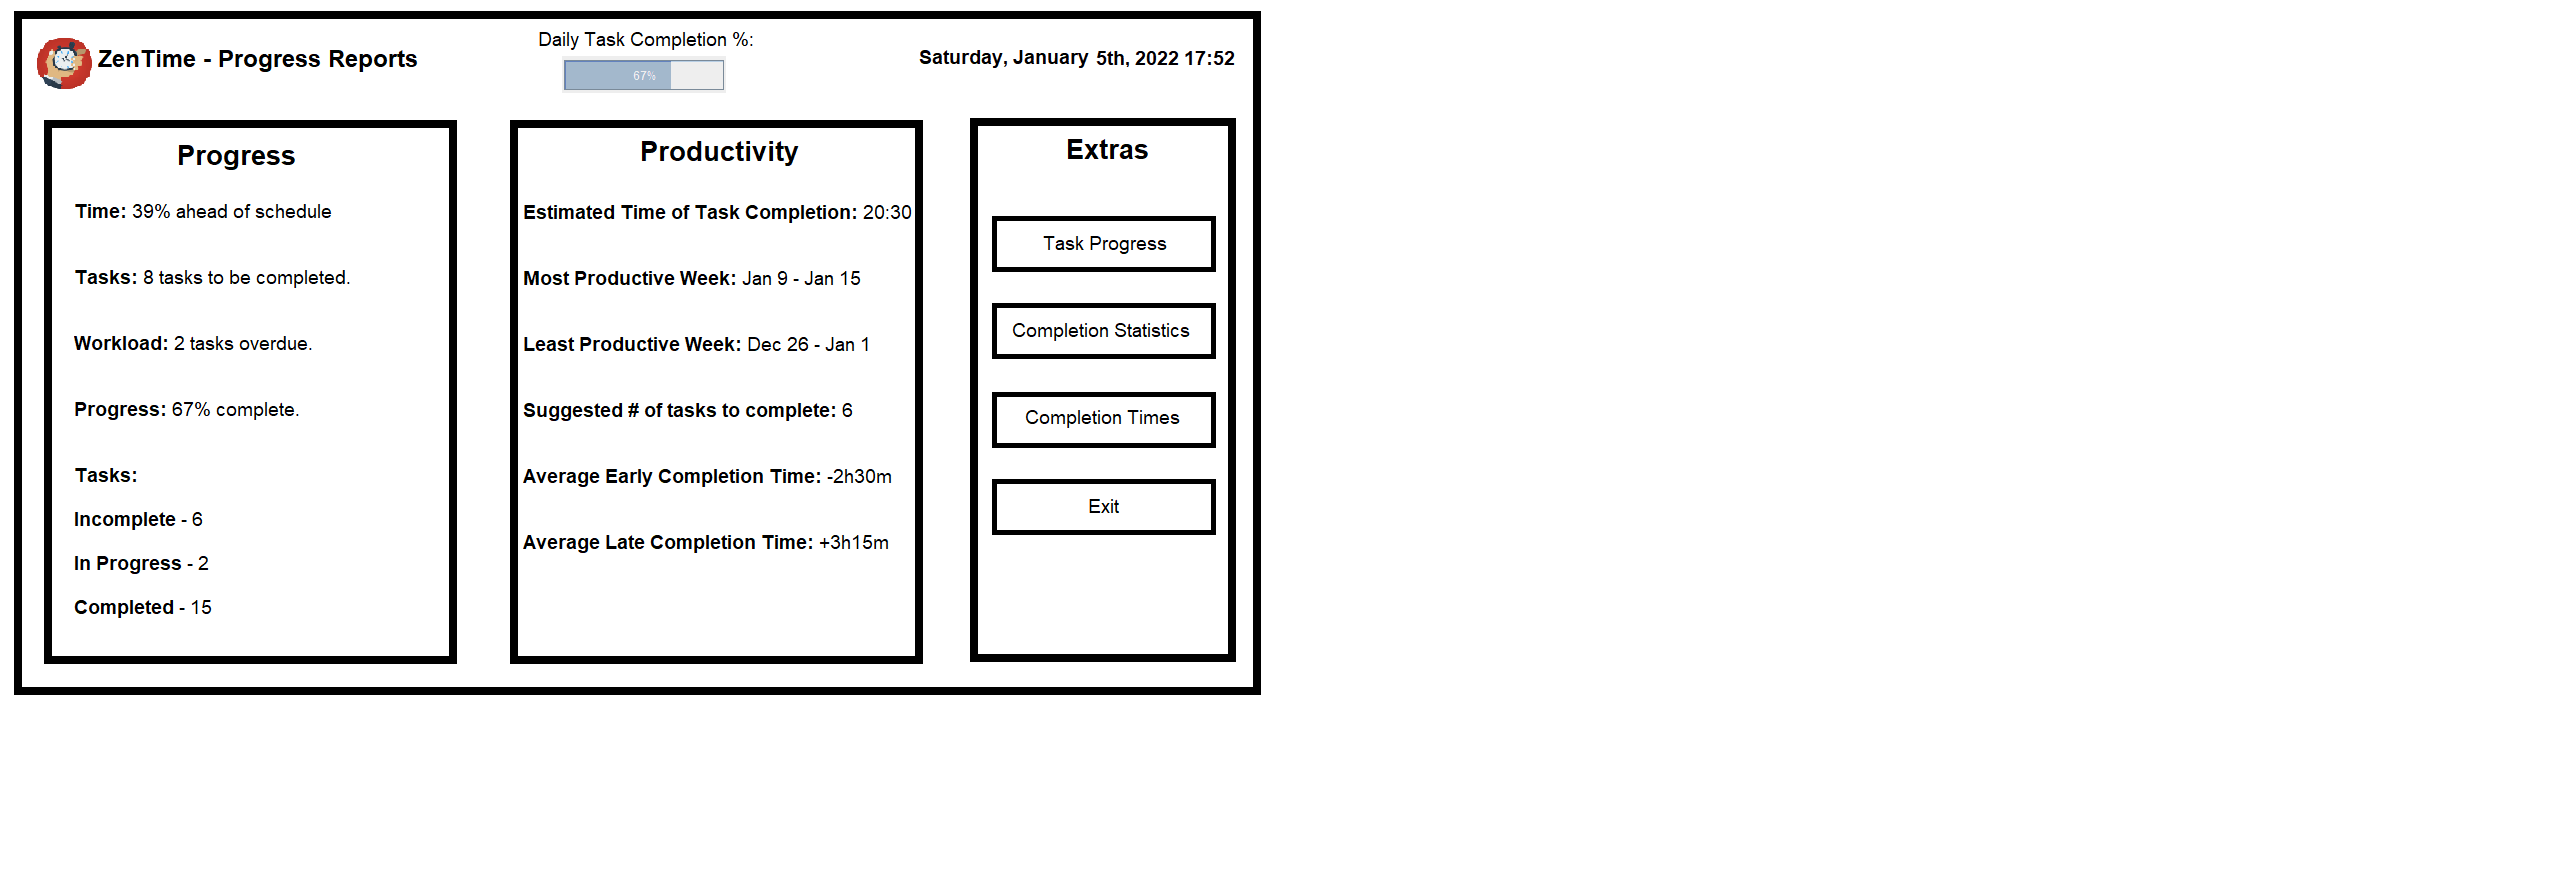 ZenTime - Progress Reports
Daily Task Completion %:
67%
Saturday, January 5th, 2022 17:52
Progress
Time: 39% ahead of schedule
Tasks: 8 tasks to be completed.
Workload: 2 tasks overdue.
Progress: 67% complete.
Tasks:
Incomplete - 6
In Progress - 2
Completed - 15
Productivity
Estimated Time of Task Completion: 20:30
Most Productive Week: Jan 9 - Jan 15
Least Productive Week: Dec 26 - Jan 1
Suggested # of tasks to complete: 6
Average Early Completion Time: -2h30m
Average Late Completion Time: +3h15m
Extras
Task Progress
Completion Statistics
Completion Times
Exit